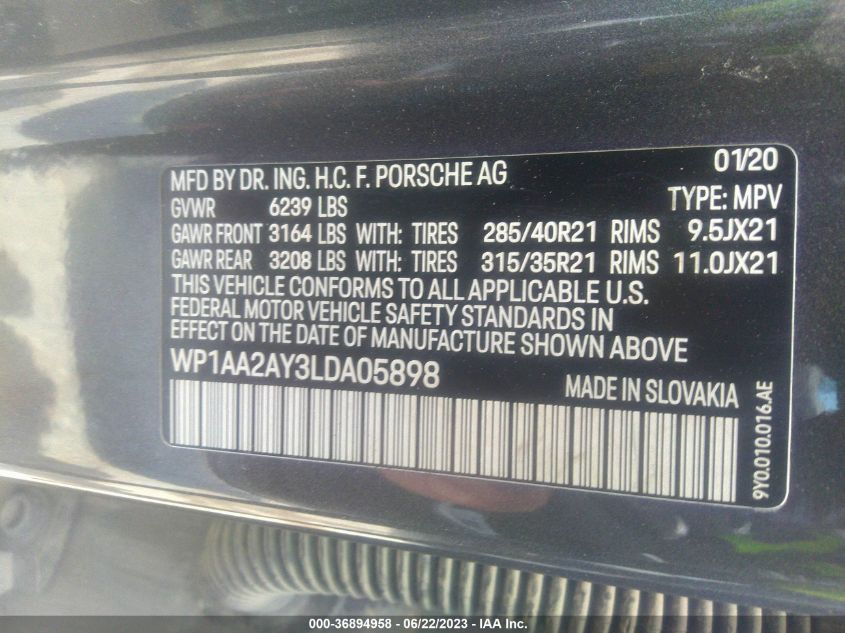 MFD BY DR. ING. H.C. F. PORSCHE AG 01/20
GVWR 6239 LBS TYPE: MPV
GAWR FRONT 3164 LBS WITH: TIRES 285/40R21 RIMS 9.5JX21
GAWR REAR 3208 LBS WITH: TIRES 315/35R21 RIMS 11.0JX21
THIS VEHICLE CONFORMS TO ALL APPLICABLE U.S.
FEDERAL MOTOR VEHICLE SAFETY STANDARDS IN
EFFECT ON THE DATE OF MANUFACTURE SHOWN ABOVE
WP1AA2AY3LDA05898 MADE IN SLOVAKIA
9Y0.010.016.AE
000-36894958 - 06/22/2023 - IAA Inc.